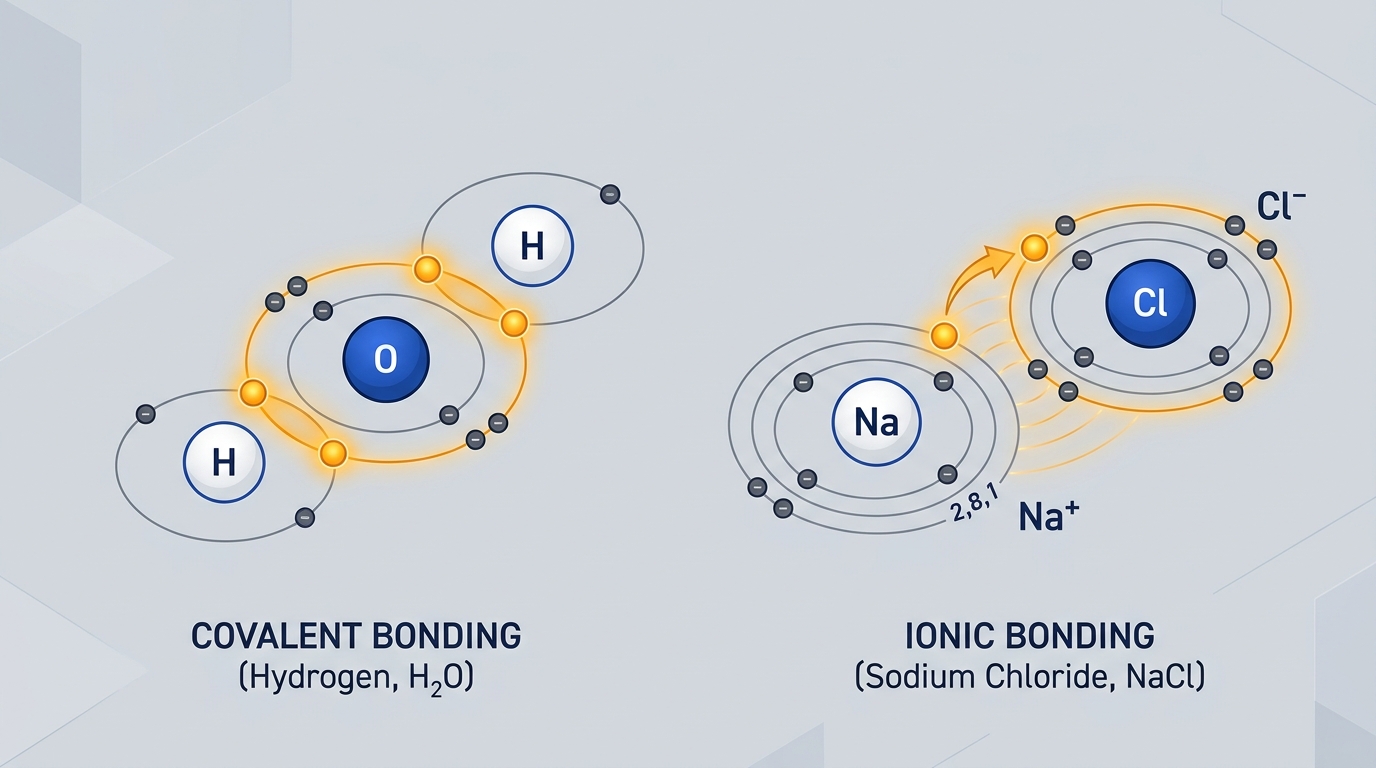 H
O
H
COVALENT BONDING
(Hydrogen, H₂O)
Cl⁻
Cl
Na
2,8,1
Na⁺
IONIC BONDING
(Sodium Chloride, NaCl)